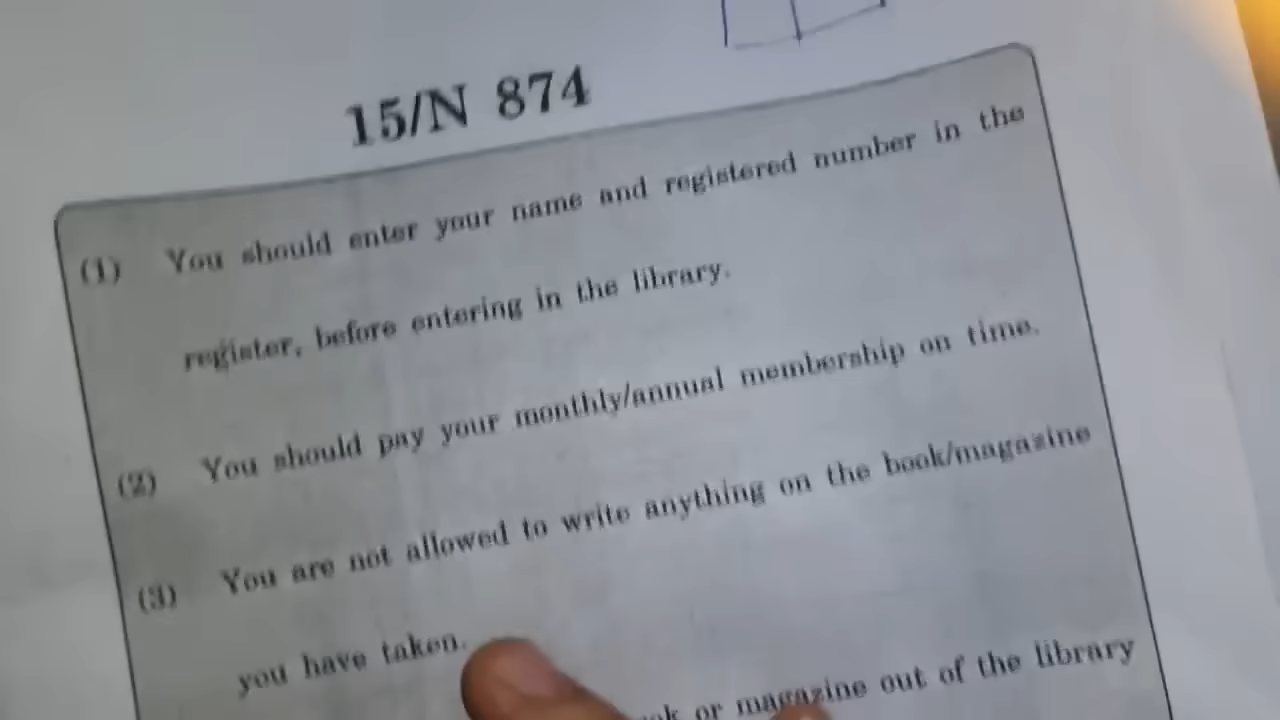 15/N 874
(1) You should enter your name and registered number in the
register, before entering in the library.
(2) You should pay your monthly/annual membership on time.
(3) You are not allowed to write anything on the book/magazine
you have taken.
or magazine out of the library